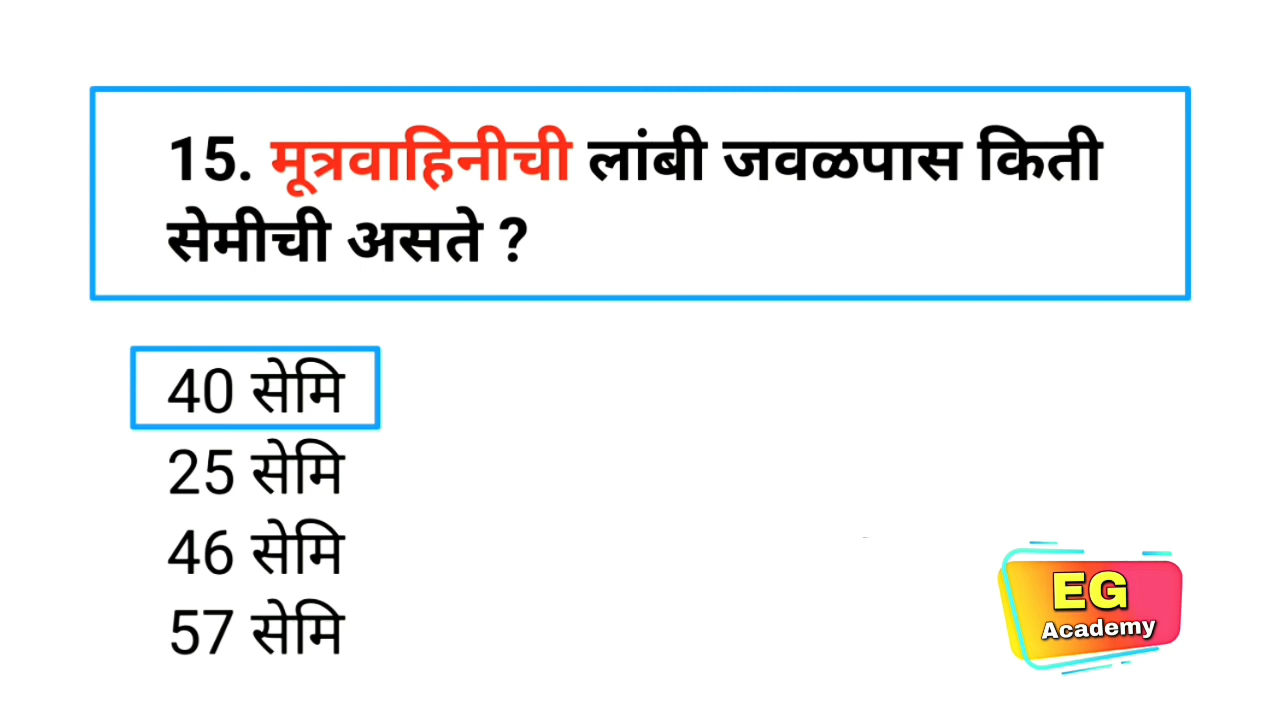 15. मूत्रवाहिनीची लांबी जवळपास किती
सेमीची असते ?
40 सेमि
25 सेमि
46 सेमि
57 सेमि
EG
Academy